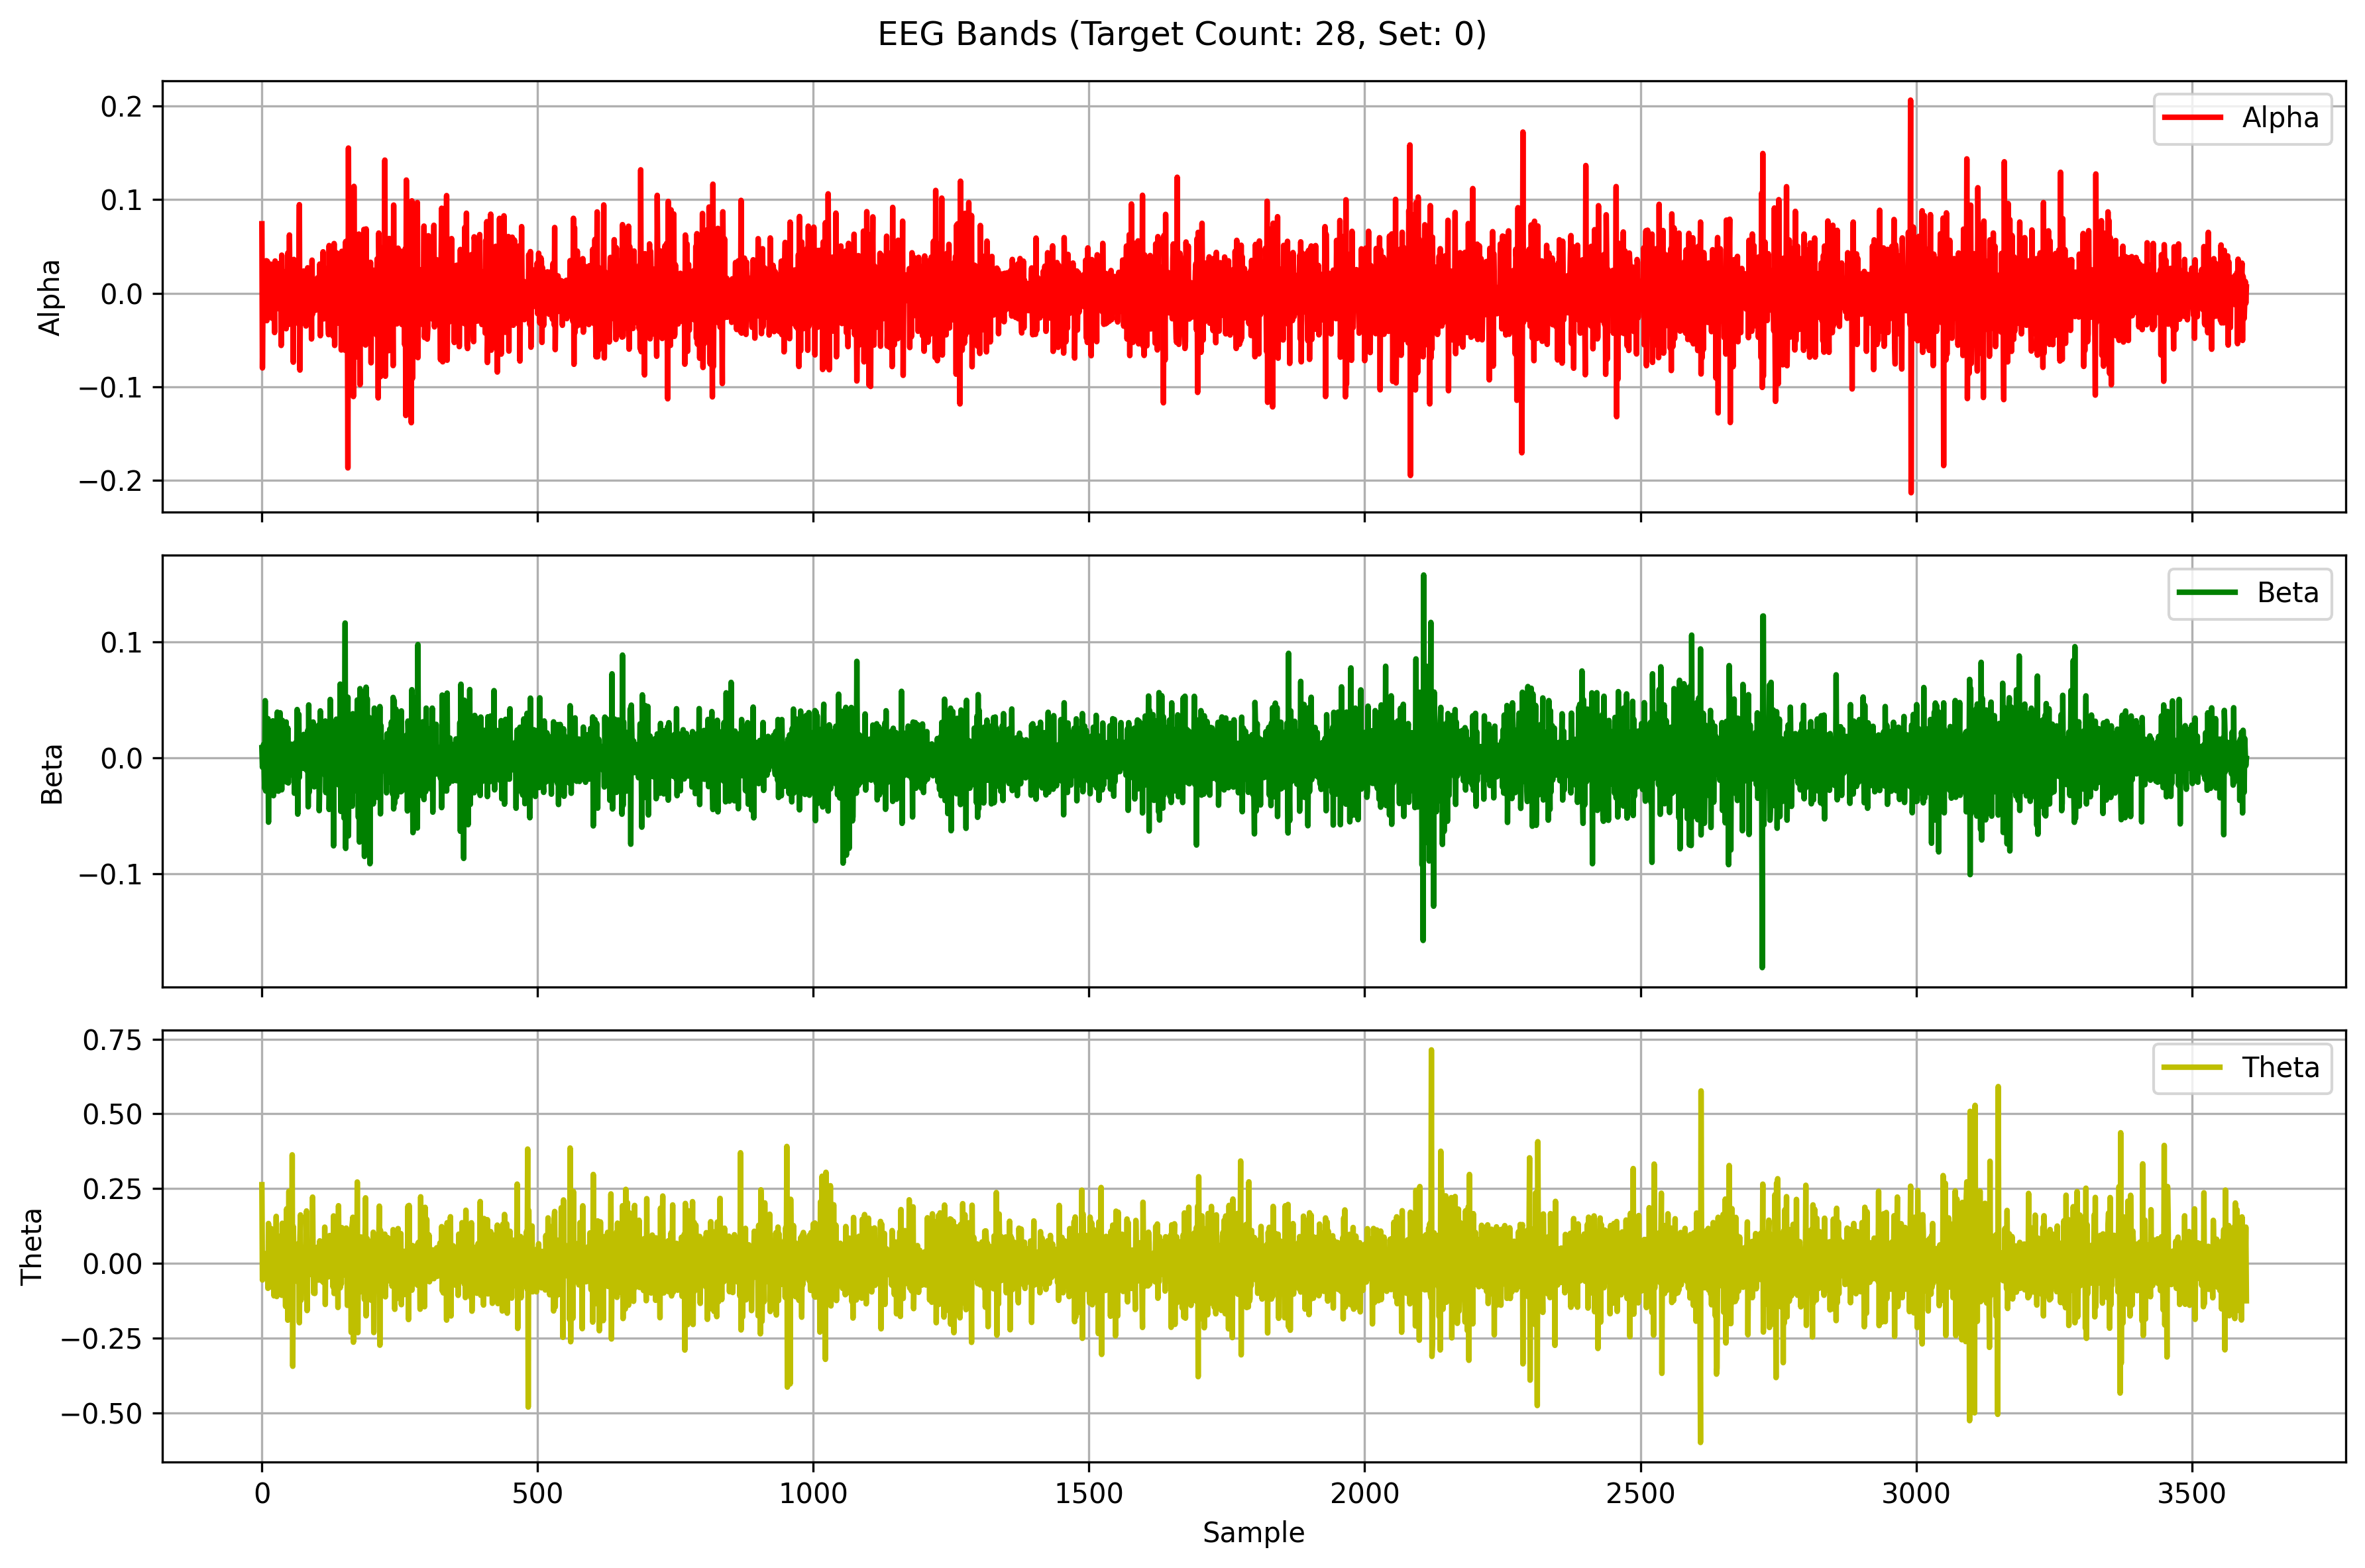 EEG Bands (Target Count: 28, Set: 0)
0.2
0.1
0.0
−0.1
−0.2
Alpha
Alpha
0.1
0.0
−0.1
Beta
Beta
0.75
0.50
0.25
0.00
−0.25
−0.50
Theta
Theta
0 500 1000 1500 2000 2500 3000 3500
Sample